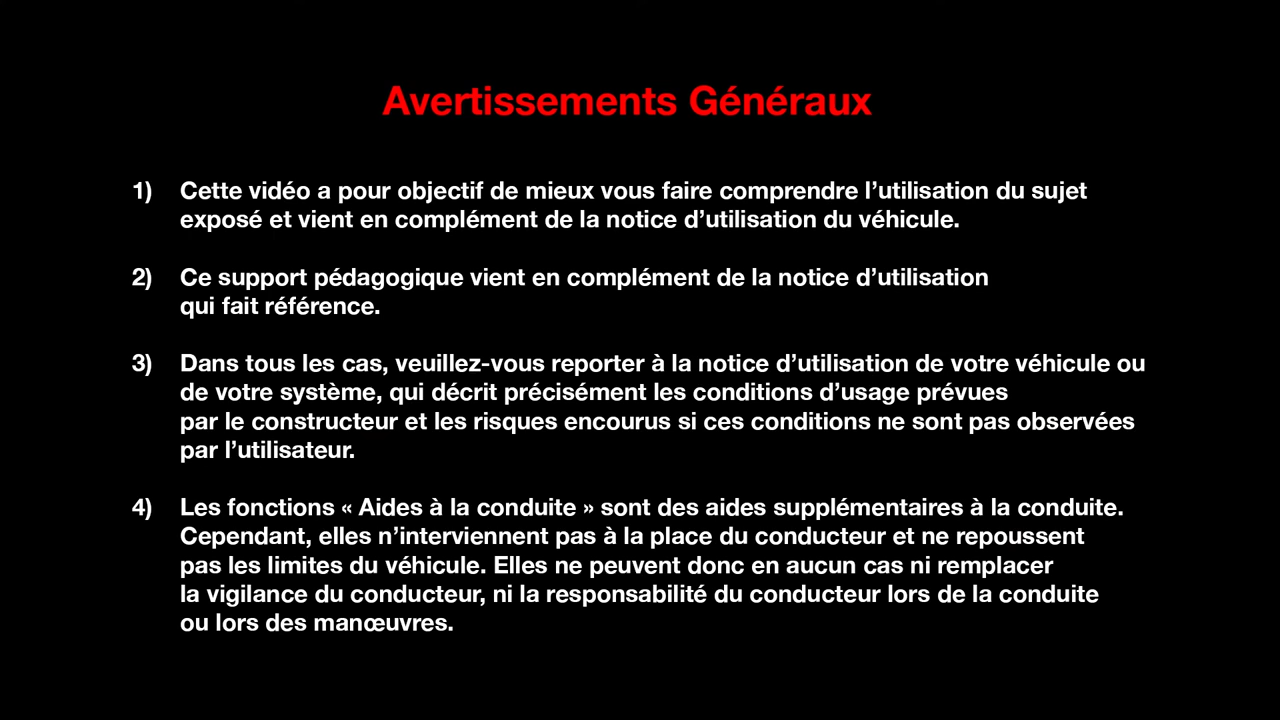 Avertissements Généraux
1) Cette vidéo a pour objectif de mieux vous faire comprendre l’utilisation du sujet
exposé et vient en complément de la notice d’utilisation du véhicule.
2) Ce support pédagogique vient en complément de la notice d’utilisation
qui fait référence.
3) Dans tous les cas, veuillez-vous reporter à la notice d’utilisation de votre véhicule ou
de votre système, qui décrit précisément les conditions d’usage prévues
par le constructeur et les risques encourus si ces conditions ne sont pas observées
par l’utilisateur.
4) Les fonctions « Aides à la conduite » sont des aides supplémentaires à la conduite.
Cependant, elles n’interviennent pas à la place du conducteur et ne repoussent
pas les limites du véhicule. Elles ne peuvent donc en aucun cas ni remplacer
la vigilance du conducteur, ni la responsabilité du conducteur lors de la conduite
ou lors des manœuvres.